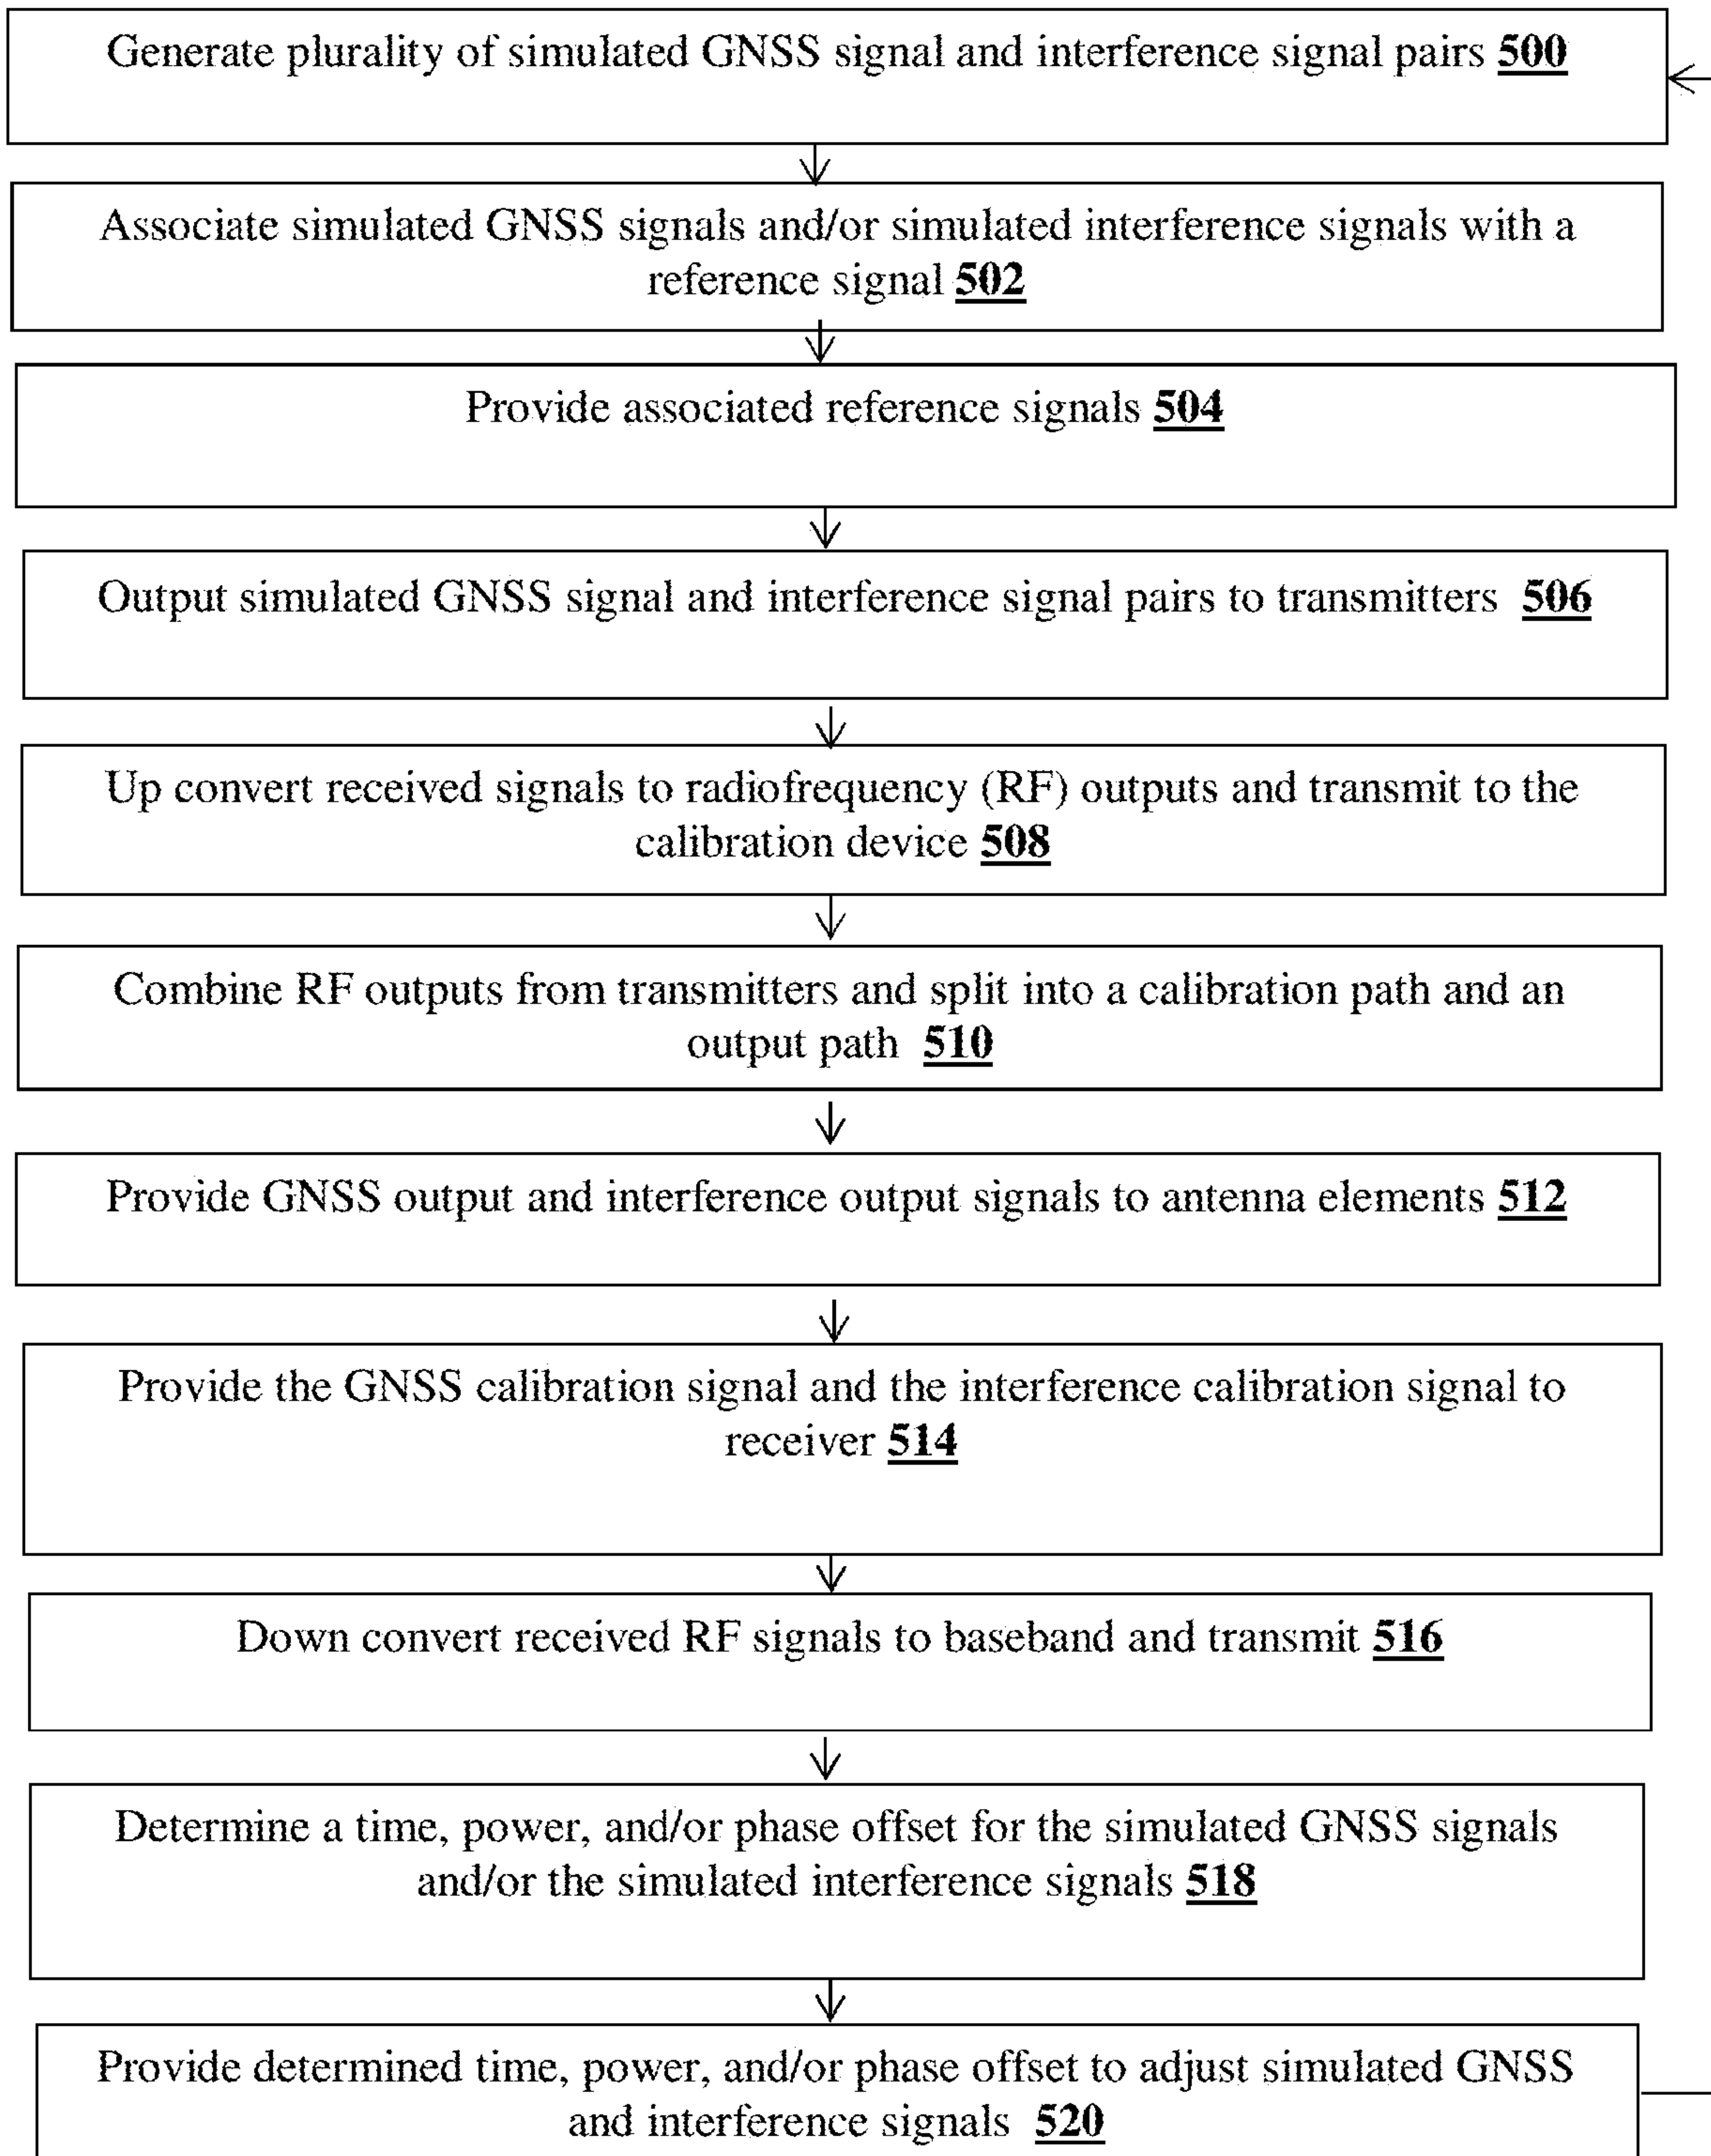 Generate plurality of simulated GNSS signal and interference signal pairs 500
Associate simulated GNSS signals and/or simulated interference signals with a
reference signal 502
Provide associated reference signals 504
Output simulated GNSS signal and interference signal pairs to transmitters 506
Up convert received signals to radiofrequency (RF) outputs and transmit to the
calibration device 508
Combine RF outputs from transmitters and split into a calibration path and an
output path 510
Provide GNSS output and interference output signals to antenna elements 512
Provide the GNSS calibration signal and the interference calibration signal to
receiver 514
Down convert received RF signals to baseband and transmit 516
Determine a time, power, and/or phase offset for the simulated GNSS signals
and/or the simulated interference signals 518
Provide determined time, power, and/or phase offset to adjust simulated GNSS
and interference signals 520